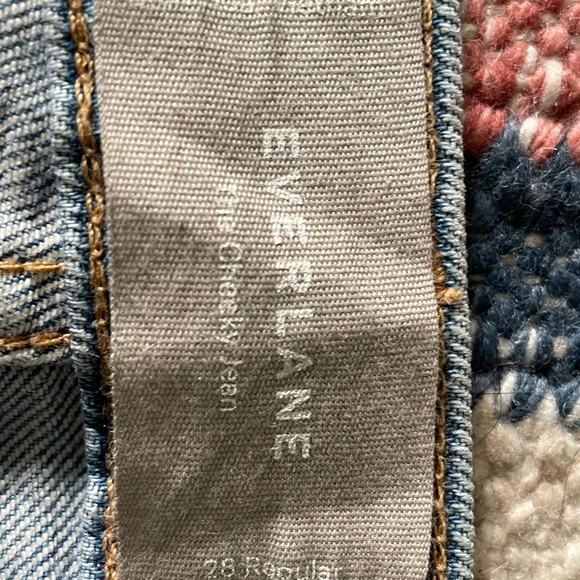 EVERLANE
The Cheeky Jean
28 Regular